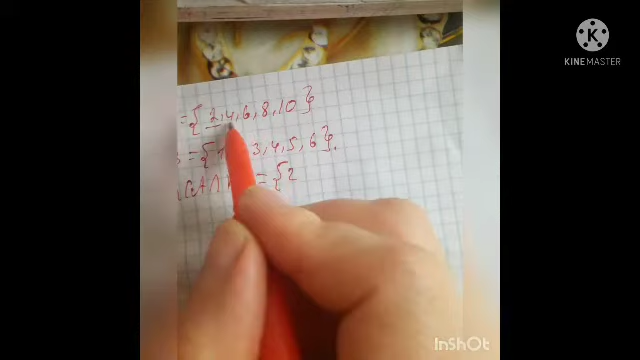 = { 2, 4, 6, 8, 10 }
= { 3, 4, 5, 6 }.
= { 2
K
KINEMASTER
InShOt